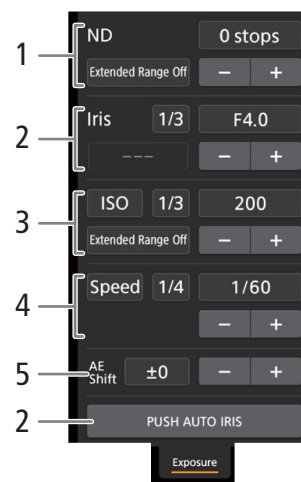 1 ND 0 stops
Extended Range Off − +
2 Iris 1/3 F4.0
--- − +
3 ISO 1/3 200
Extended Range Off − +
4 Speed 1/4 1/60
− +
5 AE Shift ±0 − +
2 PUSH AUTO IRIS
Exposure